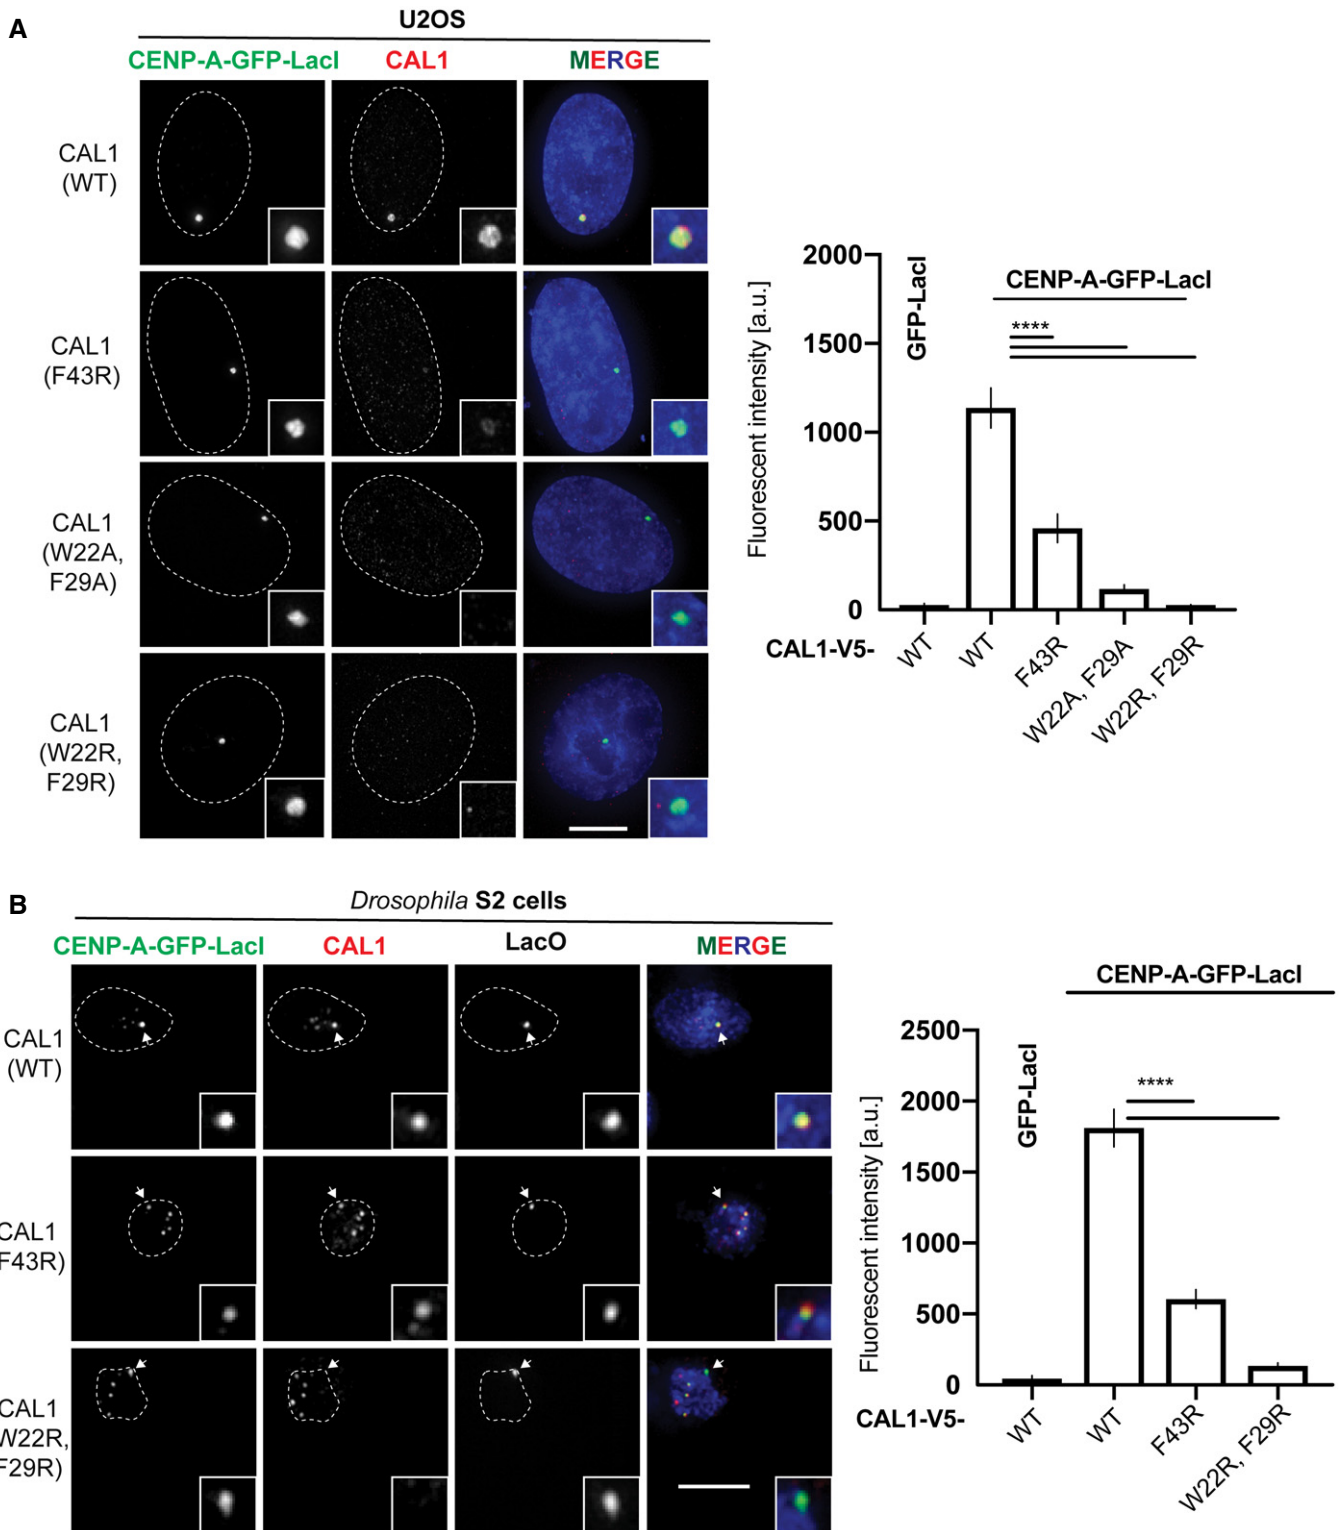 A
U2OS
CENP-A-GFP-LacI CAL1 MERGE
CAL1
(WT)
CAL1
(F43R)
CAL1
(W22A,
F29A)
CAL1
(W22R,
F29R)
Fluorescent intensity [a.u.]
2000
1500
1000
500
0
GFP-LacI
CENP-A-GFP-LacI
****
CAL1-V5-
WT
WT
F43R
W22A, F29A
W22R, F29R
B
Drosophila S2 cells
CENP-A-GFP-LacI CAL1 LacO MERGE
CAL1
(WT)
CAL1
F43R)
CAL1
W22R,
F29R)
Fluorescent intensity [a.u.]
2500
2000
1500
1000
500
0
GFP-LacI
CENP-A-GFP-LacI
****
CAL1-V5-
WT
WT
F43R
W22R, F29R